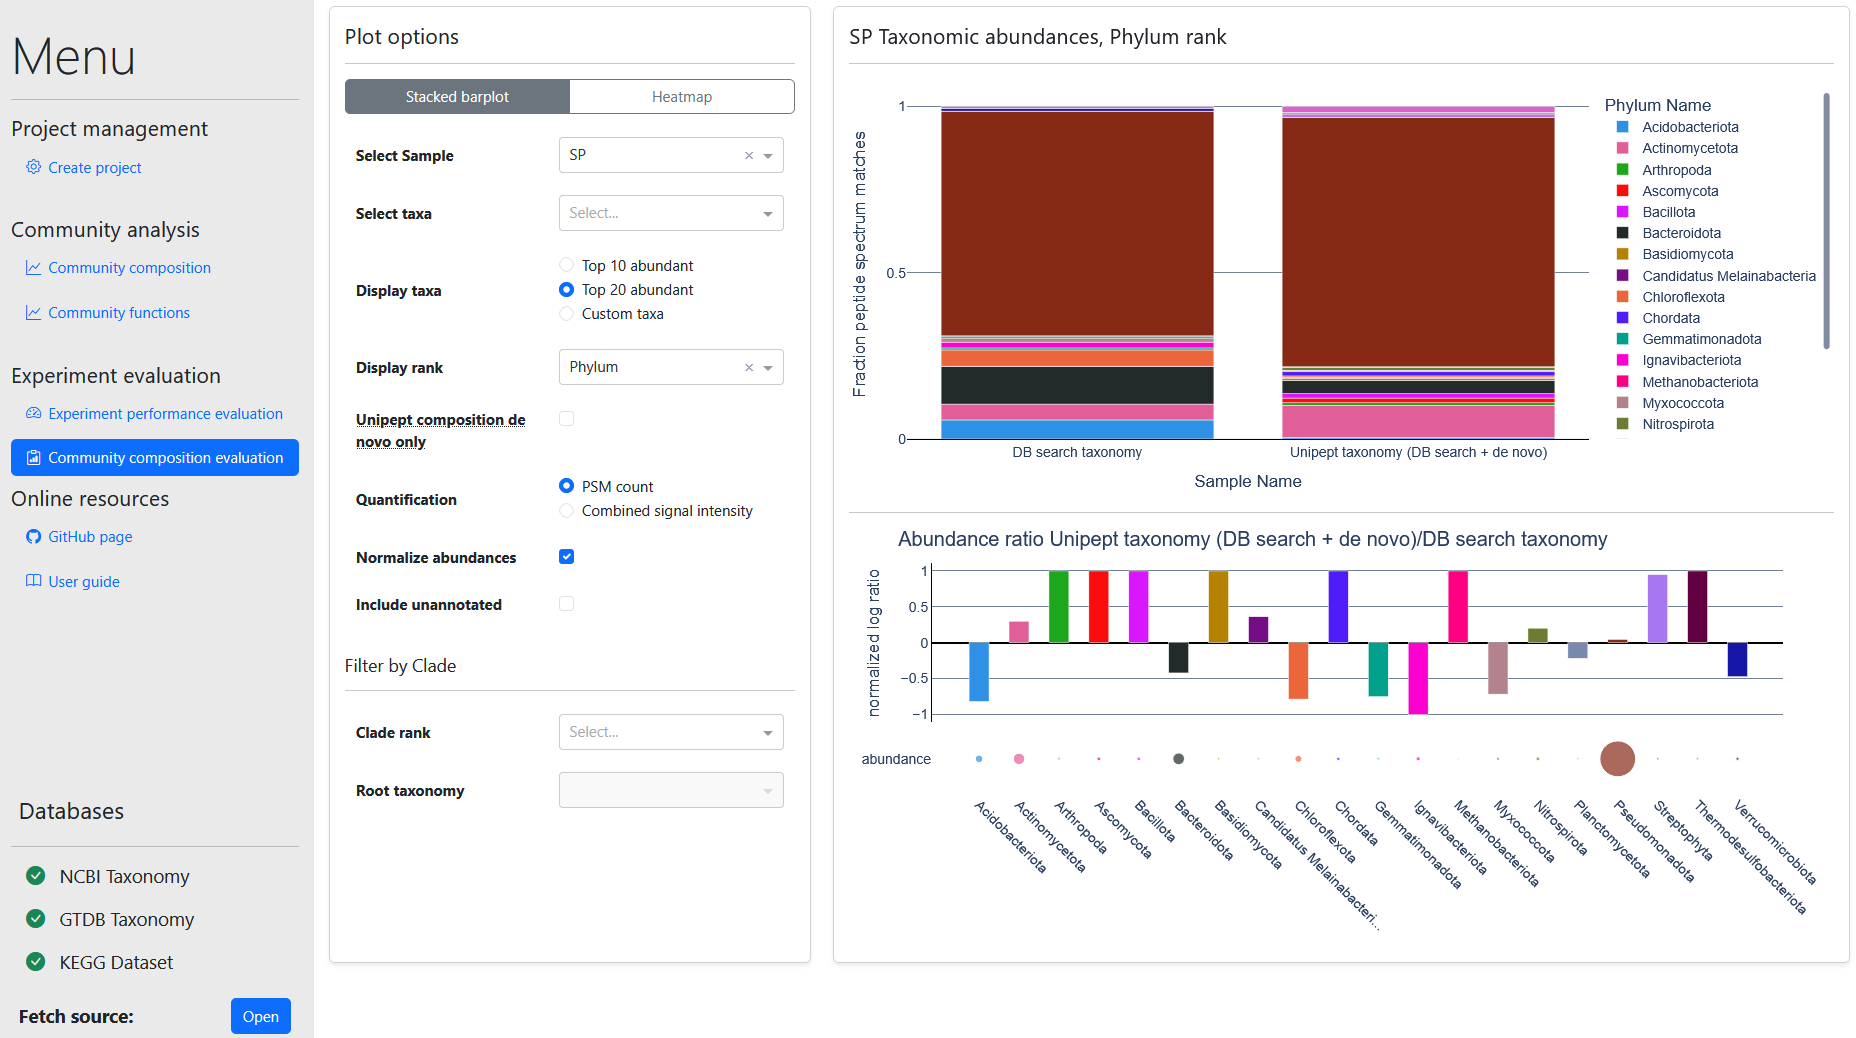 Menu
Project management
Create project
Community analysis
Community composition
Community functions
Experiment evaluation
Experiment performance evaluation
Community composition evaluation
Online resources
GitHub page
User guide
Databases
NCBI Taxonomy
GTDB Taxonomy
KEGG Dataset
Fetch source:
Open
Plot options
Stacked barplot
Heatmap
Select Sample
SP
Select taxa
Select...
Display taxa
Top 10 abundant
Top 20 abundant
Custom taxa
Display rank
Phylum
Unipept composition de
novo only
Quantification
PSM count
Combined signal intensity
Normalize abundances
Include unannotated
Filter by Clade
Clade rank
Select...
Root taxonomy
SP Taxonomic abundances, Phylum rank
Fraction peptide spectrum matches
1
0.5
0
DB search taxonomy
Unipept taxonomy (DB search + de novo)
Sample Name
Phylum Name
Acidobacteriota
Actinomycetota
Arthropoda
Ascomycota
Bacillota
Bacteroidota
Basidiomycota
Candidatus Melainabacteria
Chloroflexota
Chordata
Gemmatimonadota
Ignavibacteriota
Methanobacteriota
Myxococcota
Nitrospirota
Abundance ratio Unipept taxonomy (DB search + de novo)/DB search taxonomy
normalized log ratio
1
0.5
0
−0.5
−1
abundance
Acidobacteriota
Actinomycetota
Arthropoda
Ascomycota
Bacillota
Bacteroidota
Basidiomycota
Candidatus Melainabacteri...
Chloroflexota
Chordata
Gemmatimonadota
Ignavibacteriota
Methanobacteriota
Myxococcota
Nitrospirota
Planctomycetota
Pseudomonadota
Streptophyta
Thermodesulfobacteriota
Verrucomicrobiota